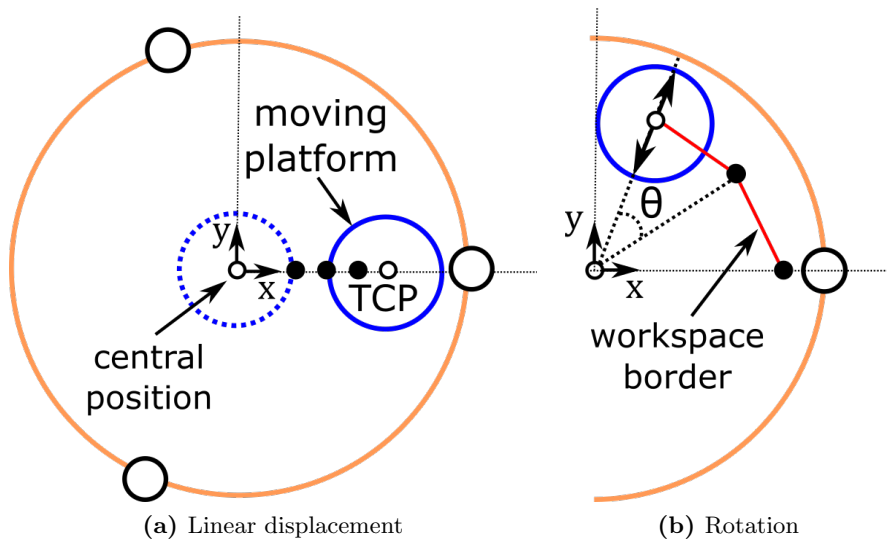 moving
platform
y
x
TCP
central
position
(a) Linear displacement
θ
y
x
workspace
border
(b) Rotation